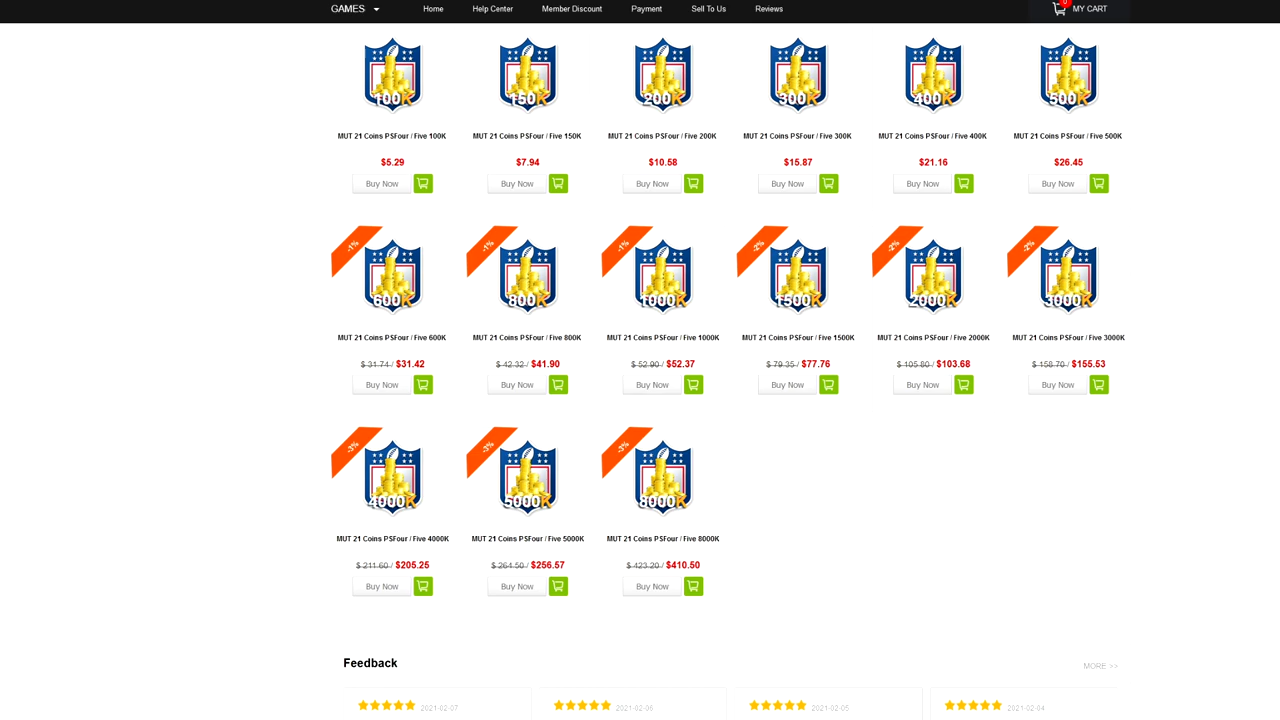 GAMES Home Help Center Member Discount Payment Sell To Us Reviews 0 MY CART
100K 150K 200K 300K 400K 500K
MUT 21 Coins PSFour / Five 100K MUT 21 Coins PSFour / Five 150K MUT 21 Coins PSFour / Five 200K MUT 21 Coins PSFour / Five 300K MUT 21 Coins PSFour / Five 400K MUT 21 Coins PSFour / Five 500K
$5.29 $7.94 $10.58 $15.87 $21.16 $26.45
Buy Now Buy Now Buy Now Buy Now Buy Now Buy Now
-1% -1% -1% -2% -2% -2%
600K 800K 1000K 1500K 2000K 3000K
MUT 21 Coins PSFour / Five 600K MUT 21 Coins PSFour / Five 800K MUT 21 Coins PSFour / Five 1000K MUT 21 Coins PSFour / Five 1500K MUT 21 Coins PSFour / Five 2000K MUT 21 Coins PSFour / Five 3000K
$ 31.74 / $31.42 $ 42.32 / $41.90 $ 52.90 / $52.37 $ 79.35 / $77.76 $ 105.80 / $103.68 $ 158.70 / $155.53
Buy Now Buy Now Buy Now Buy Now Buy Now Buy Now
-3% -3% -3%
4000K 5000K 8000K
MUT 21 Coins PSFour / Five 4000K MUT 21 Coins PSFour / Five 5000K MUT 21 Coins PSFour / Five 8000K
$ 211.60 / $205.25 $ 264.50 / $256.57 $ 423.20 / $410.50
Buy Now Buy Now Buy Now
Feedback MORE >>
2021-02-07 2021-02-06 2021-02-05 2021-02-04